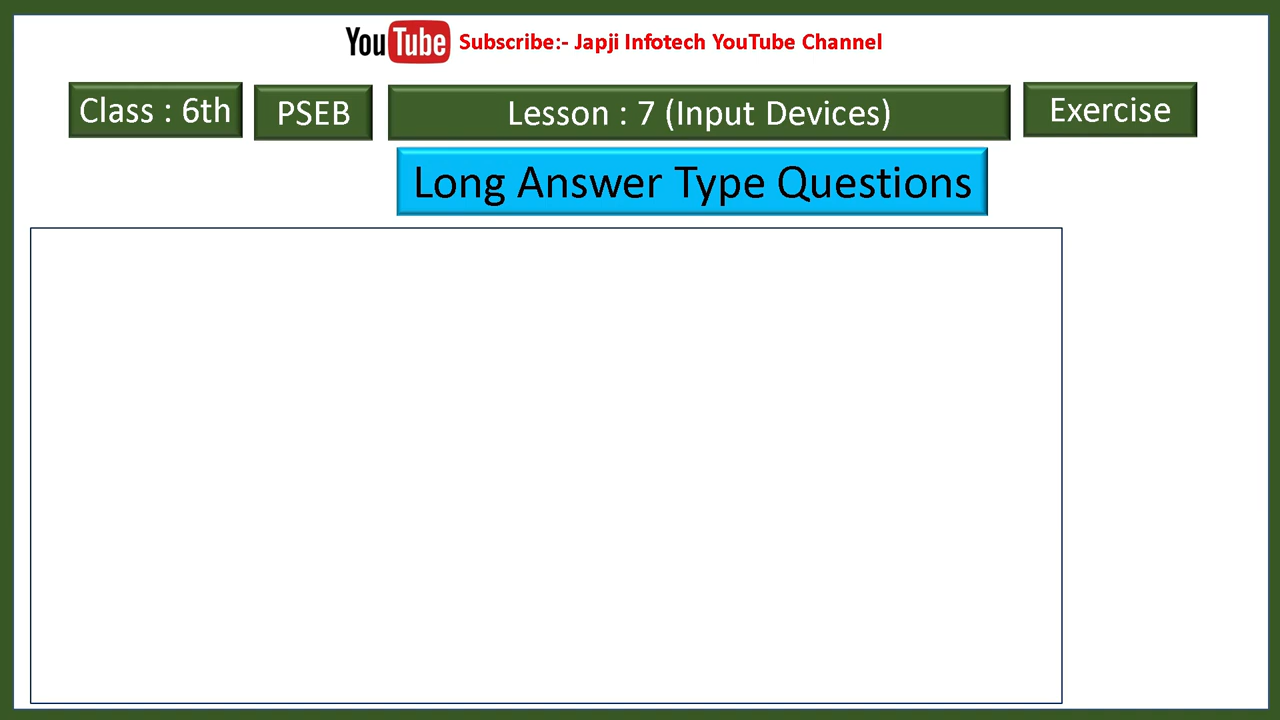 YouTube Subscribe:- Japji Infotech YouTube Channel
Class : 6th PSEB Lesson : 7 (Input Devices) Exercise
Long Answer Type Questions